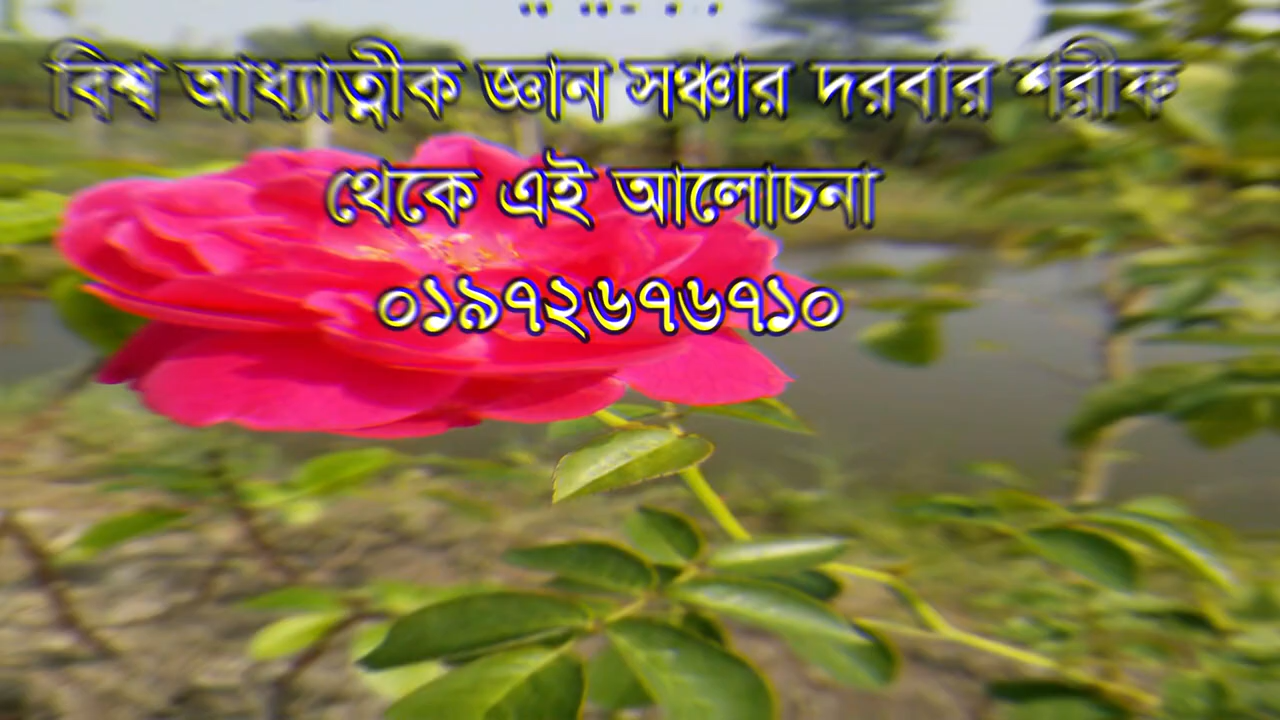 বিশ্ব আধ্যাত্নীক জ্ঞান সঞ্চার দরবার শরীফ
থেকে এই আলোচনা
০১৯৭২৬৭৬৭১০